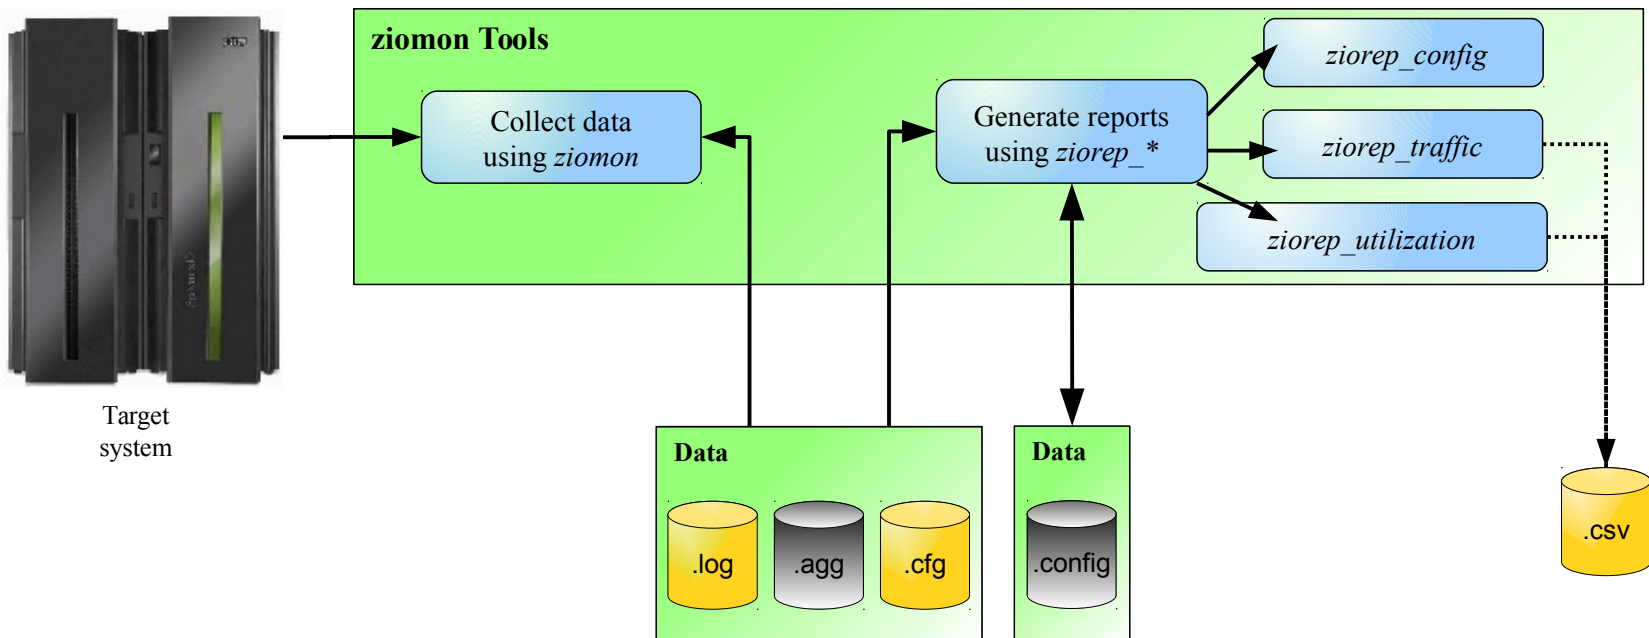 ziomon Tools
Collect data
using ziomon
Generate reports
using ziorep_*
ziorep_config
ziorep_traffic
ziorep_utilization
Target
system
Data
.log
.agg
.cfg
Data
.config
.csv